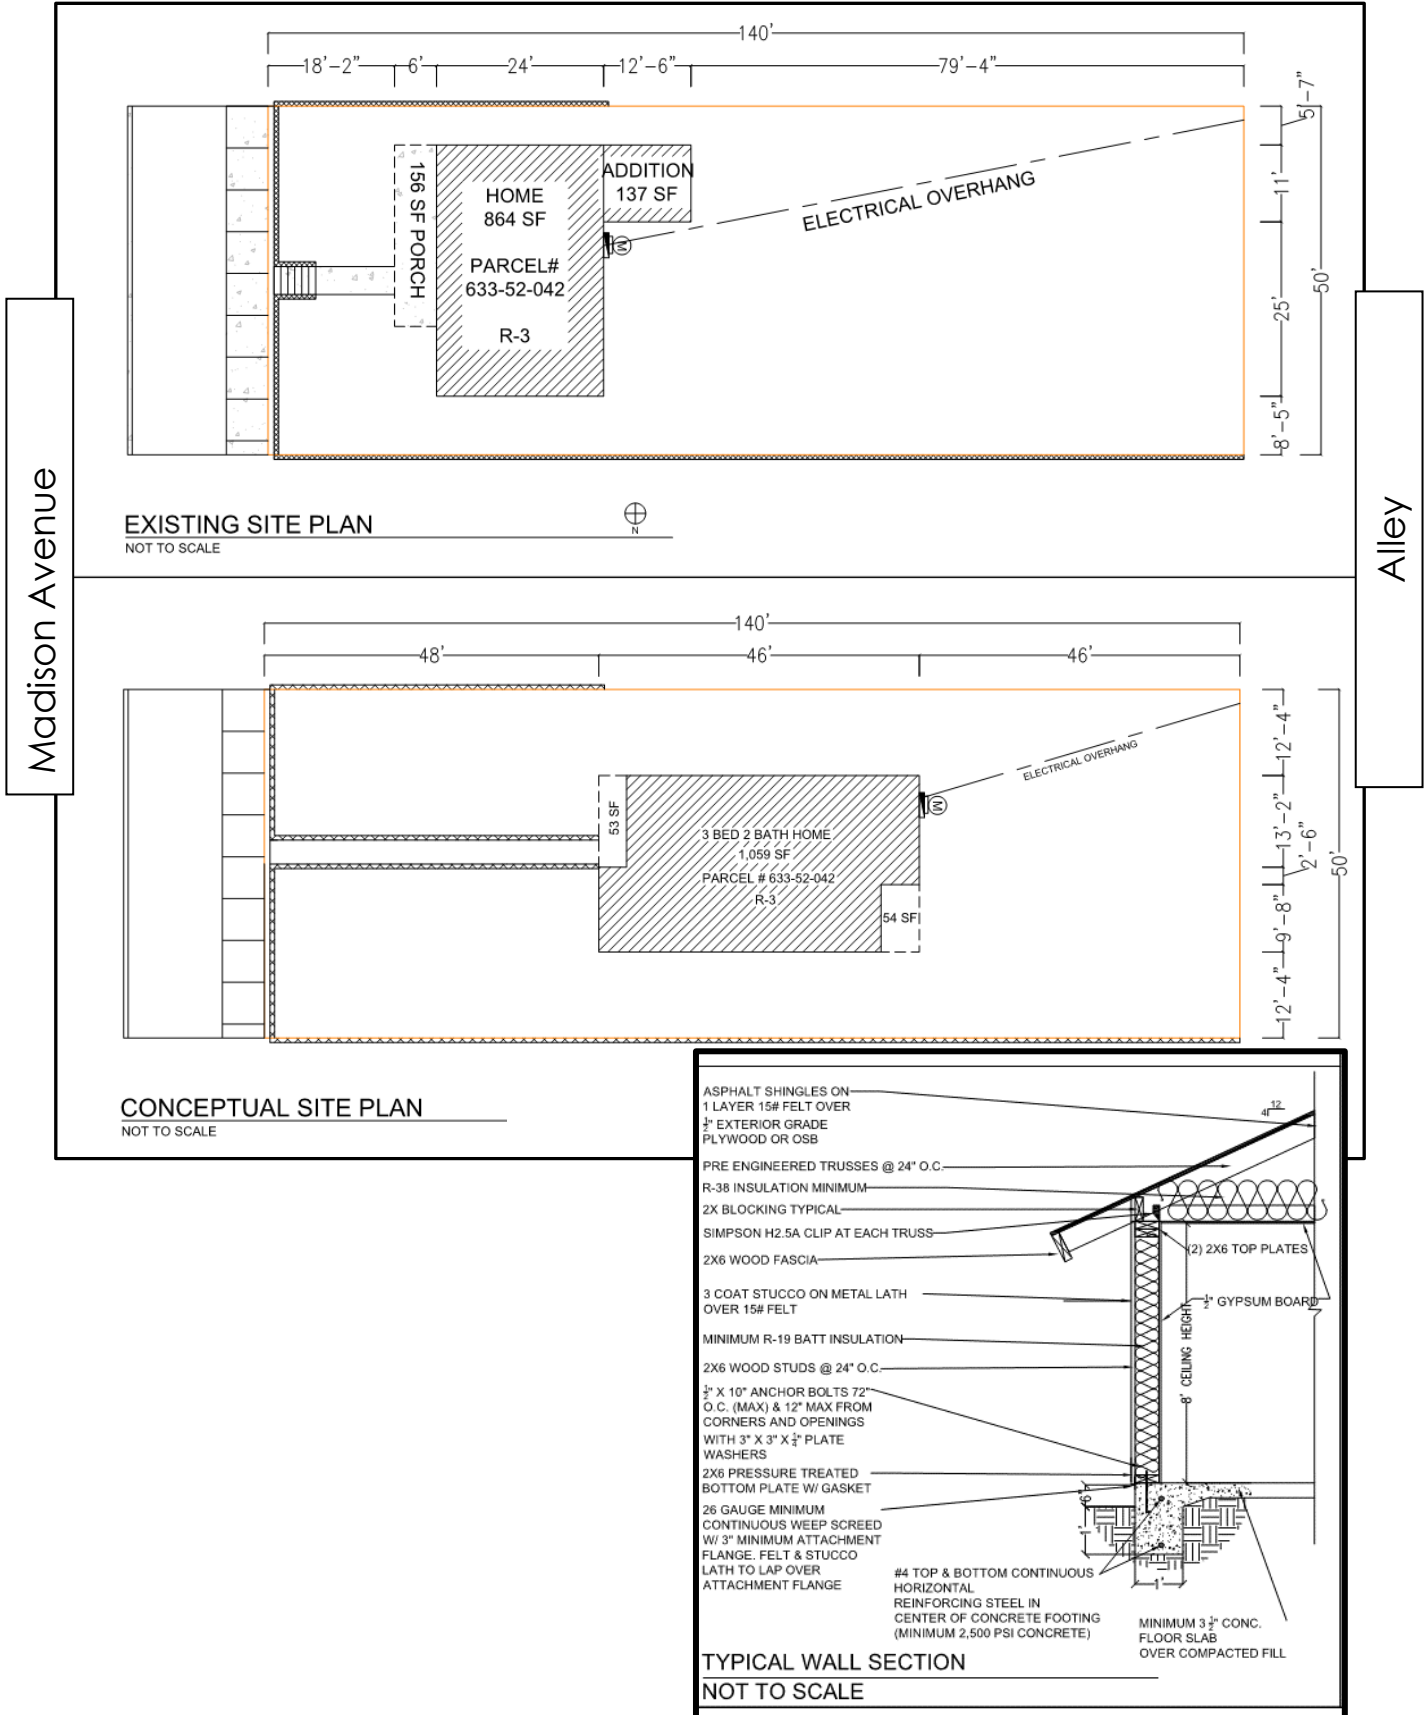 140'
18'-2" 6' 24' 12'-6" 79'-4"
5'-7"
11'
25'
8'-5"
50'
156 SF PORCH
HOME
864 SF
PARCEL#
633-52-042
R-3
ADDITION
137 SF
M
ELECTRICAL OVERHANG
EXISTING SITE PLAN
NOT TO SCALE
N
Madison Avenue
Alley
140'
48' 46' 46'
12'-4"
13'-2"
2'-6"
9'-8"
12'-4"
50'
53 SF
3 BED 2 BATH HOME
1,059 SF
PARCEL # 633-52-042
R-3
54 SF
M
ELECTRICAL OVERHANG
CONCEPTUAL SITE PLAN
NOT TO SCALE
ASPHALT SHINGLES ON
1 LAYER 15# FELT OVER
½" EXTERIOR GRADE
PLYWOOD OR OSB
12
4
PRE ENGINEERED TRUSSES @ 24" O.C.
R-38 INSULATION MINIMUM
2X BLOCKING TYPICAL
SIMPSON H2.5A CLIP AT EACH TRUSS
2X6 WOOD FASCIA
(2) 2X6 TOP PLATES
3 COAT STUCCO ON METAL LATH
OVER 15# FELT
½" GYPSUM BOARD
8' CEILING HEIGHT
MINIMUM R-19 BATT INSULATION
2X6 WOOD STUDS @ 24" O.C.
½" X 10" ANCHOR BOLTS 72"
O.C. (MAX) & 12" MAX FROM
CORNERS AND OPENINGS
WITH 3" X 3" X ¼" PLATE
WASHERS
2X6 PRESSURE TREATED
BOTTOM PLATE W/ GASKET
26 GAUGE MINIMUM
CONTINUOUS WEEP SCREED
W/ 3" MINIMUM ATTACHMENT
FLANGE. FELT & STUCCO
LATH TO LAP OVER
ATTACHMENT FLANGE
6"
1'
1'
#4 TOP & BOTTOM CONTINUOUS
HORIZONTAL
REINFORCING STEEL IN
CENTER OF CONCRETE FOOTING
(MINIMUM 2,500 PSI CONCRETE)
MINIMUM 3½" CONC.
FLOOR SLAB
OVER COMPACTED FILL
TYPICAL WALL SECTION
NOT TO SCALE